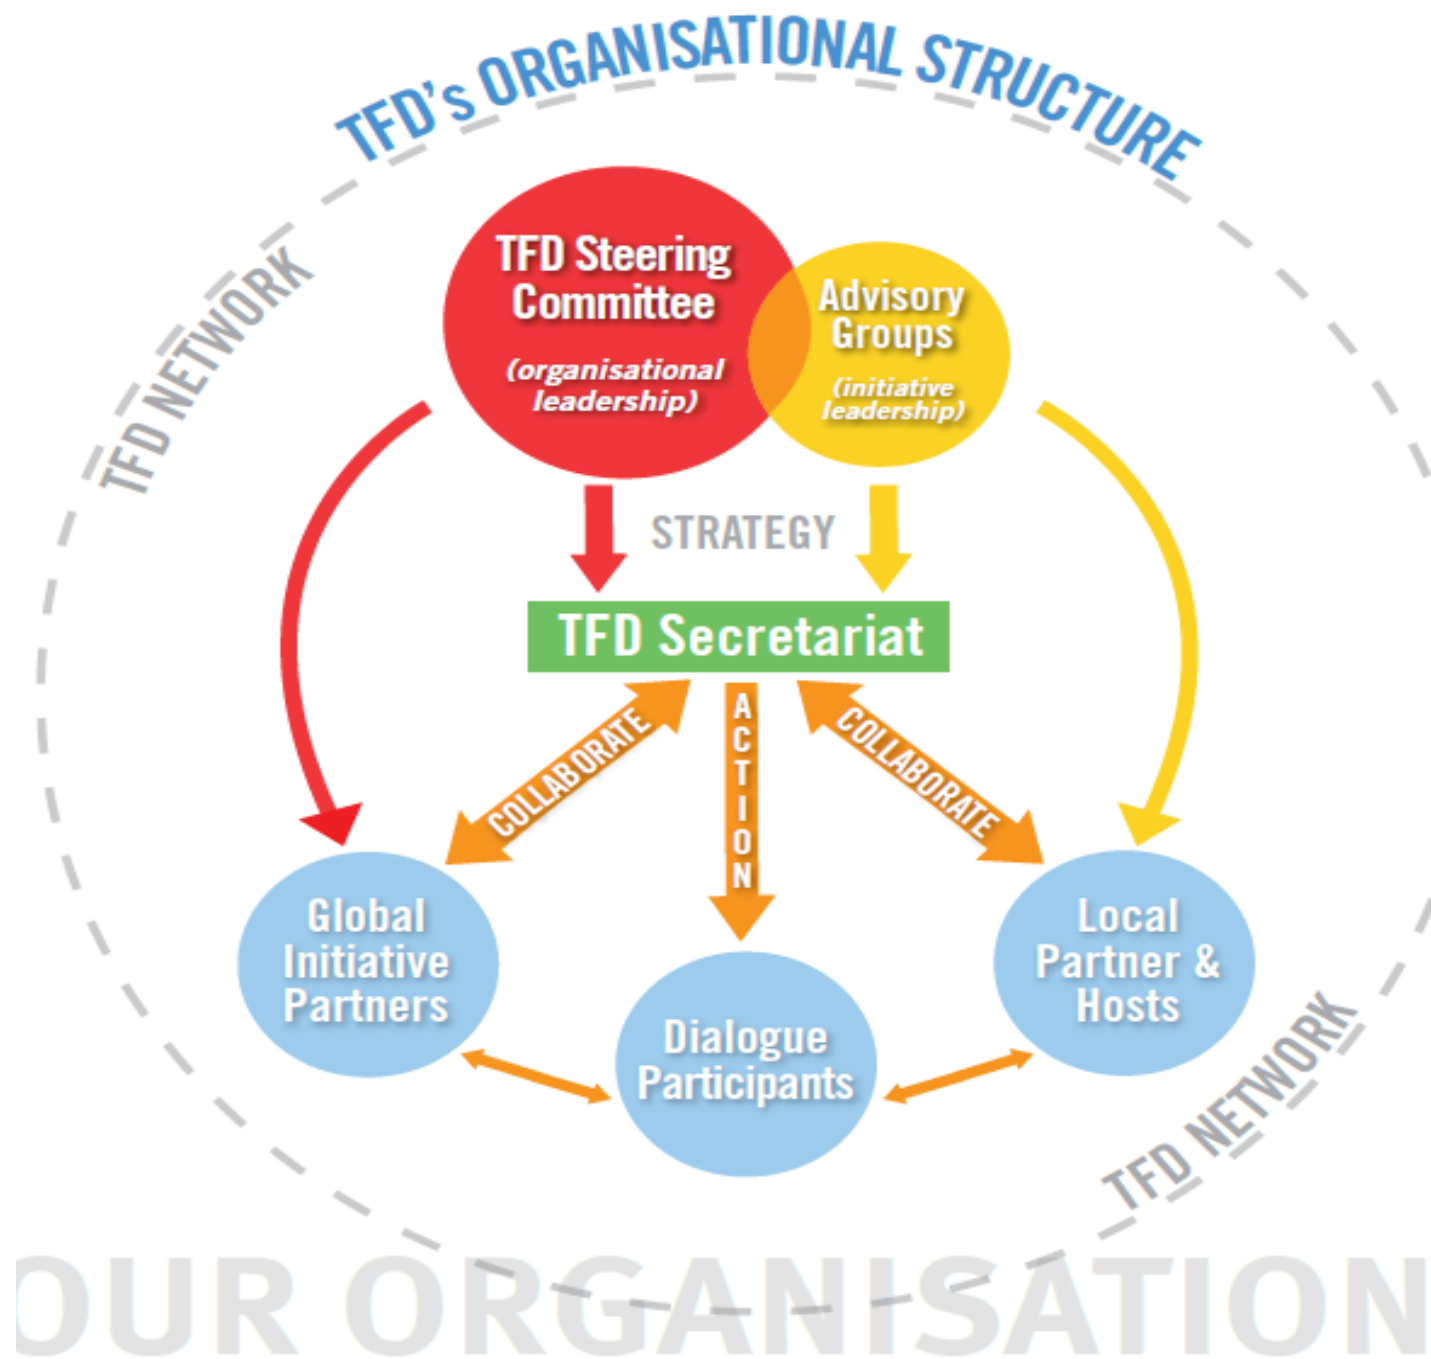 TFD's ORGANISATIONAL STRUCTURE
TFD NETWORK
TFD Steering
Committee
(organisational
leadership)
Advisory
Groups
(initiative
leadership)
STRATEGY
TFD Secretariat
COLLABORATE
ACTION
COLLABORATE
Global
Initiative
Partners
Dialogue
Participants
Local
Partner &
Hosts
TFD NETWORK
OUR ORGANISATION